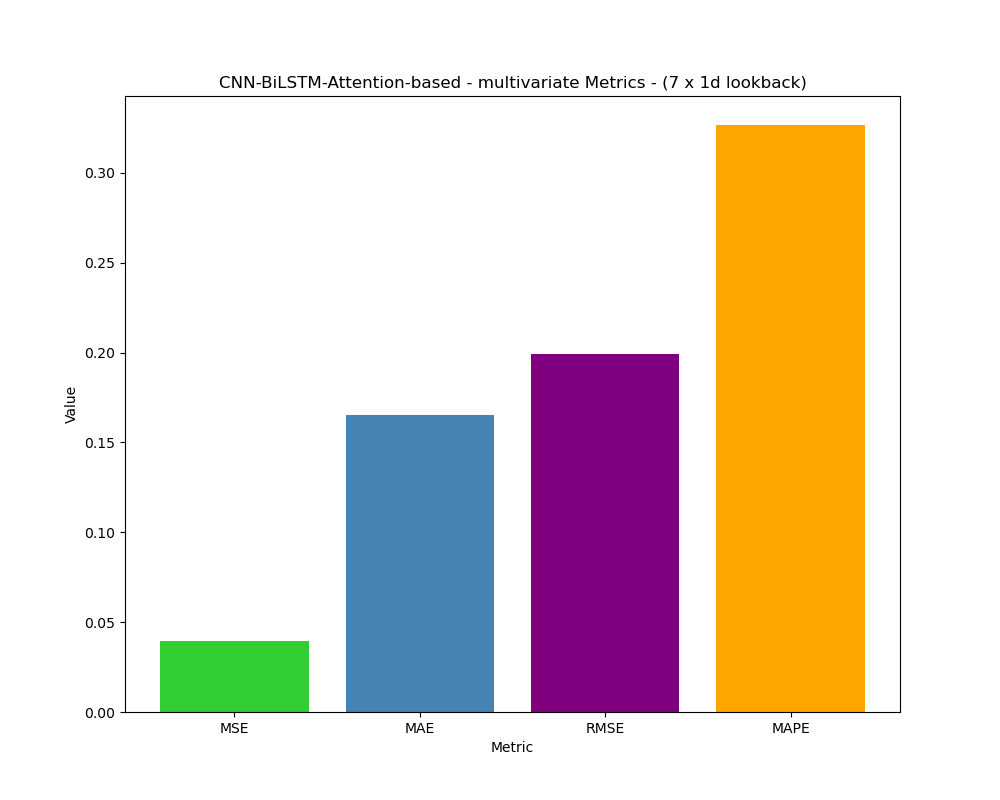 CNN-BiLSTM-Attention-based - multivariate Metrics - (7 x 1d lookback)
Value
0.30
0.25
0.20
0.15
0.10
0.05
0.00
MSE MAE RMSE MAPE
Metric